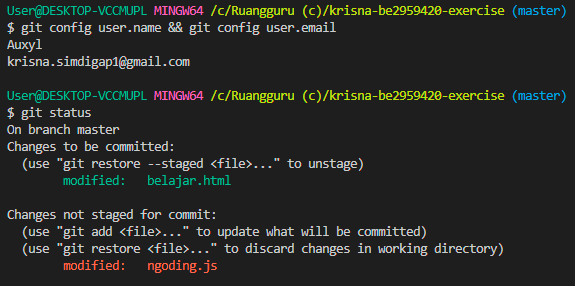 User@DESKTOP-VCCMUPL MINGW64 /c/Ruangguru (c)/krisna-be2959420-exercise (master)
$ git config user.name && git config user.email
Auxyl
krisna.simdigap1@gmail.com
User@DESKTOP-VCCMUPL MINGW64 /c/Ruangguru (c)/krisna-be2959420-exercise (master)
$ git status
On branch master
Changes to be committed:
  (use "git restore --staged <file>..." to unstage)
        modified:   belajar.html
Changes not staged for commit:
  (use "git add <file>..." to update what will be committed)
  (use "git restore <file>..." to discard changes in working directory)
        modified:   ngoding.js